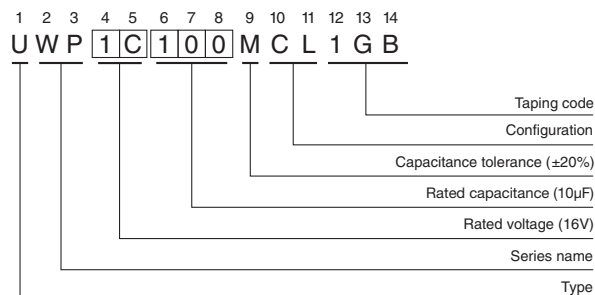 1 2 3 4 5 6 7 8 9 10 11 12 13 14
U W P 1 C 1 0 0 M C L 1 G B
Taping code
Configuration
Capacitance tolerance (±20%)
Rated capacitance (10µF)
Rated voltage (16V)
Series name
Type